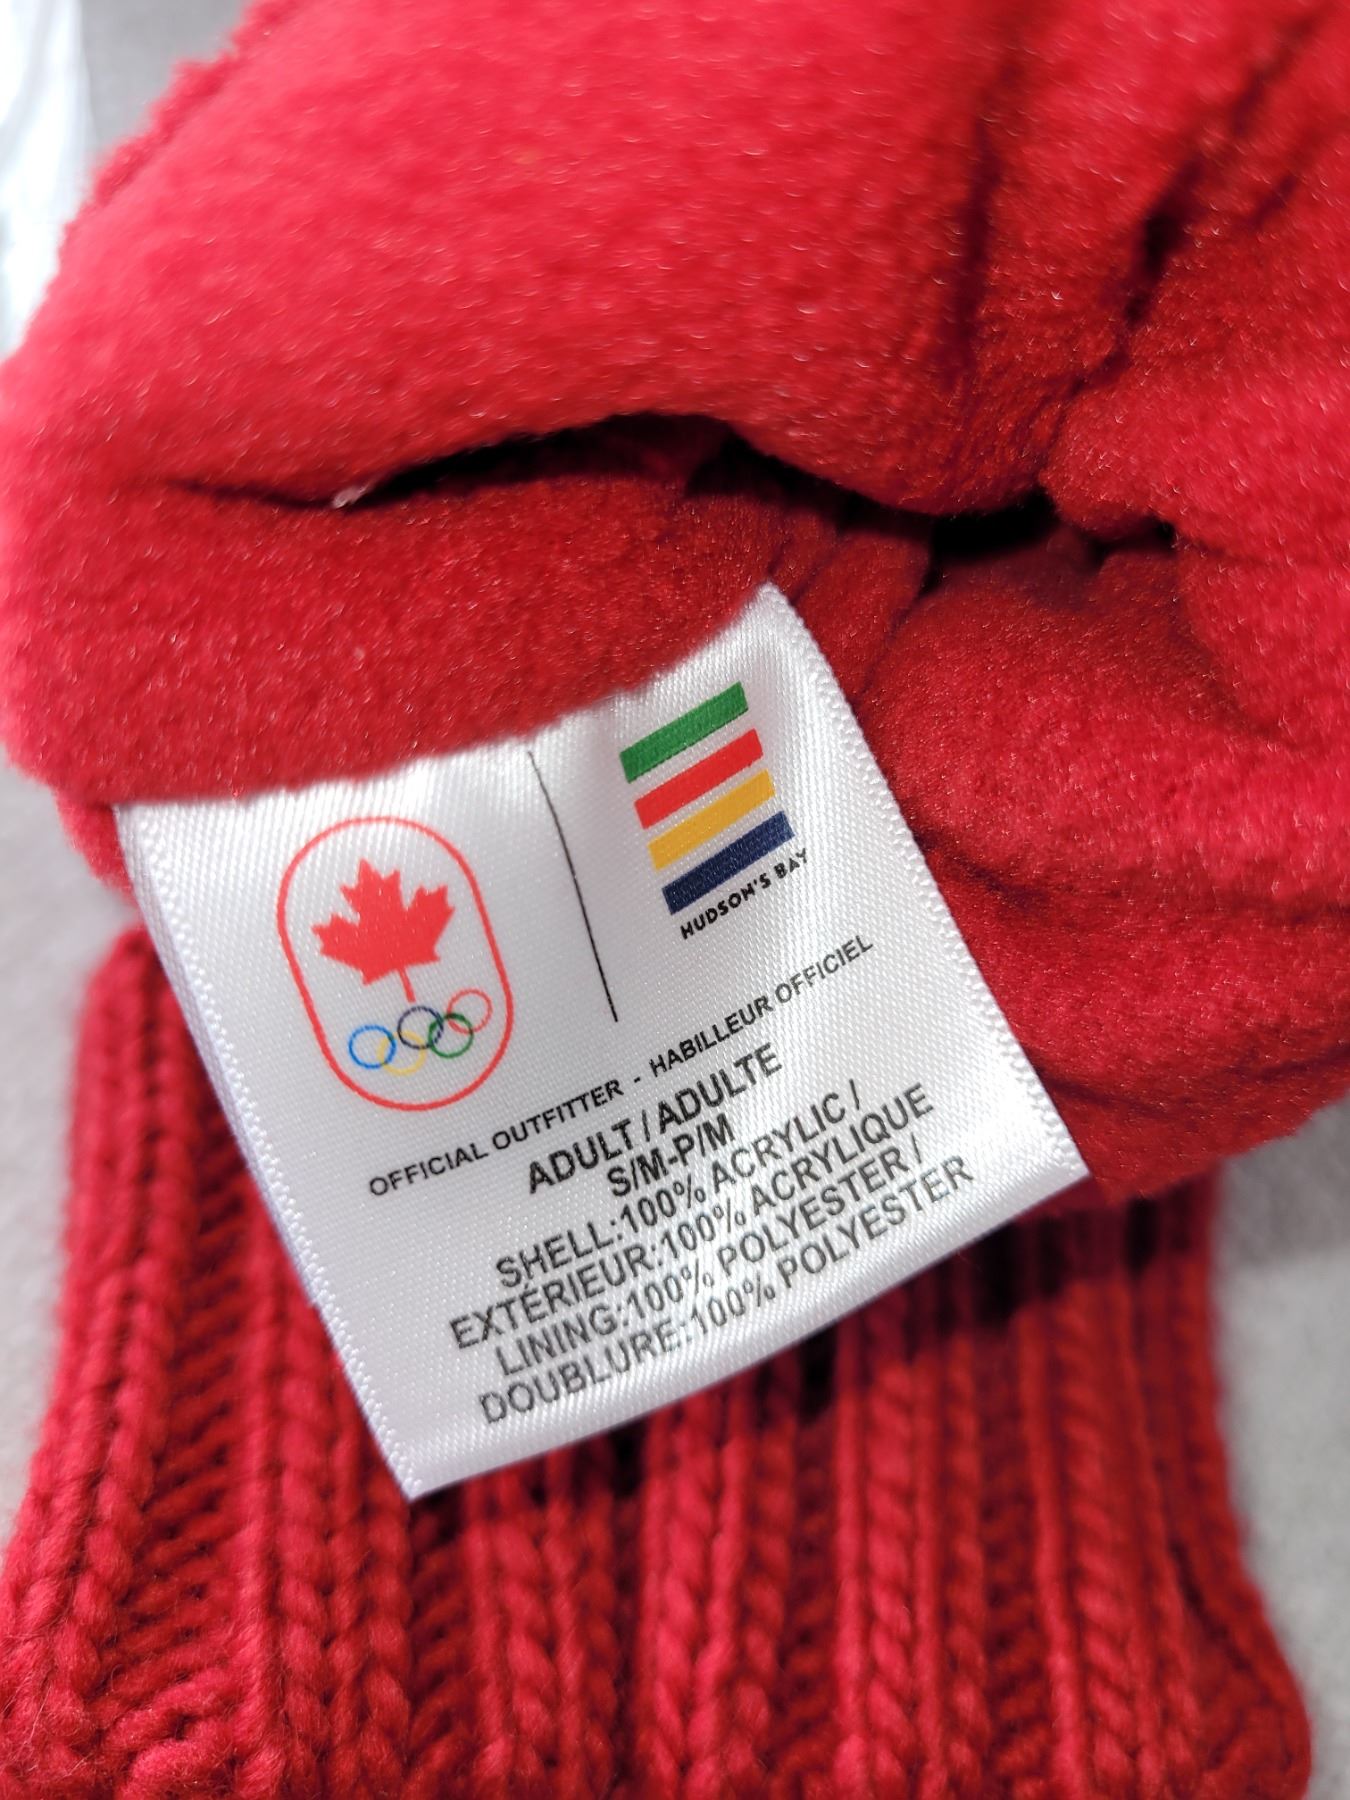 HUDSON'S BAY
OFFICIAL OUTFITTER - HABILLEUR OFFICIEL
ADULT / ADULTE
S/M-P/M
SHELL:100% ACRYLIC /
EXTÉRIEUR:100% ACRYLIQUE
LINING:100% POLYESTER /
DOUBLURE:100% POLYESTER